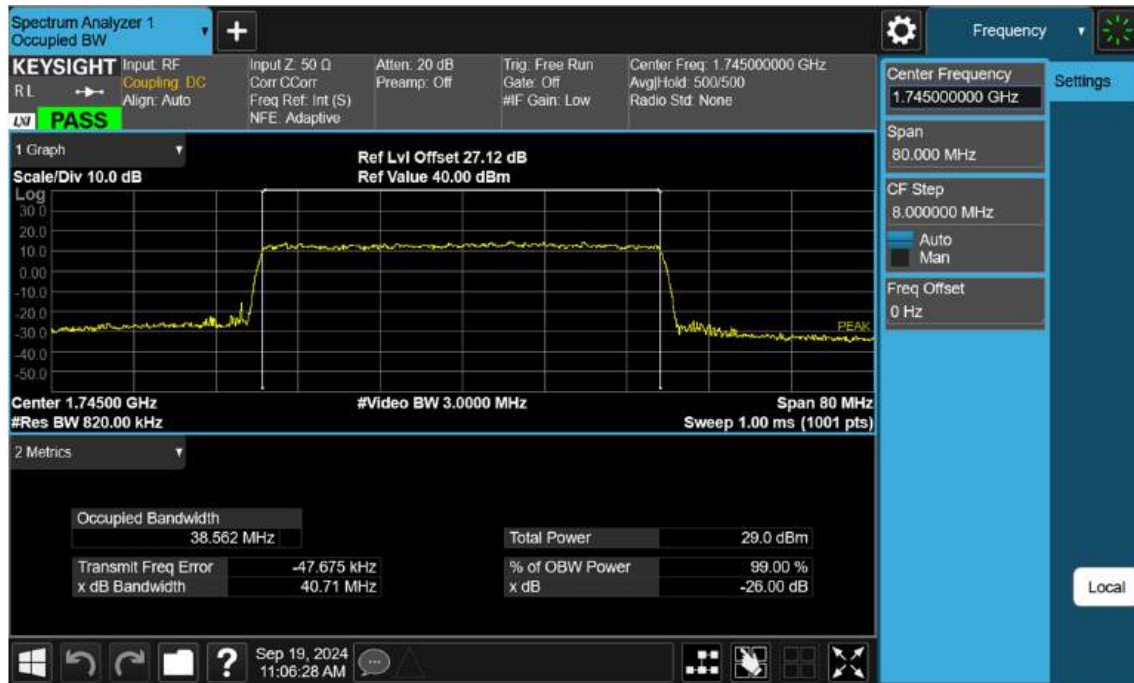 Spectrum Analyzer 1
Occupied BW
+
Frequency
KEYSIGHT
RL
LXI
PASS
Input: RF
Coupling: DC
Align: Auto
Input Z: 50 Ω
Corr CCorr
Freq Ref: Int (S)
NFE: Adaptive
Atten: 20 dB
Preamp: Off
Trig: Free Run
Gate: Off
#IF Gain: Low
Center Freq: 1.745000000 GHz
Avg|Hold: 500/500
Radio Std: None
1 Graph
Scale/Div 10.0 dB
Ref Lvl Offset 27.12 dB
Ref Value 40.00 dBm
Log
30.0
20.0
10.0
0.00
-10.0
-20.0
-30.0
-40.0
-50.0
PEAK
Center 1.74500 GHz
#Video BW 3.0000 MHz
Span 80 MHz
#Res BW 820.00 kHz
Sweep 1.00 ms (1001 pts)
2 Metrics
Occupied Bandwidth
38.562 MHz
Total Power 29.0 dBm
Transmit Freq Error -47.675 kHz
% of OBW Power 99.00 %
x dB Bandwidth 40.71 MHz
x dB -26.00 dB
Center Frequency
1.745000000 GHz
Settings
Span
80.000 MHz
CF Step
8.000000 MHz
Auto
Man
Freq Offset
0 Hz
Local
?
Sep 19, 2024
11:06:28 AM